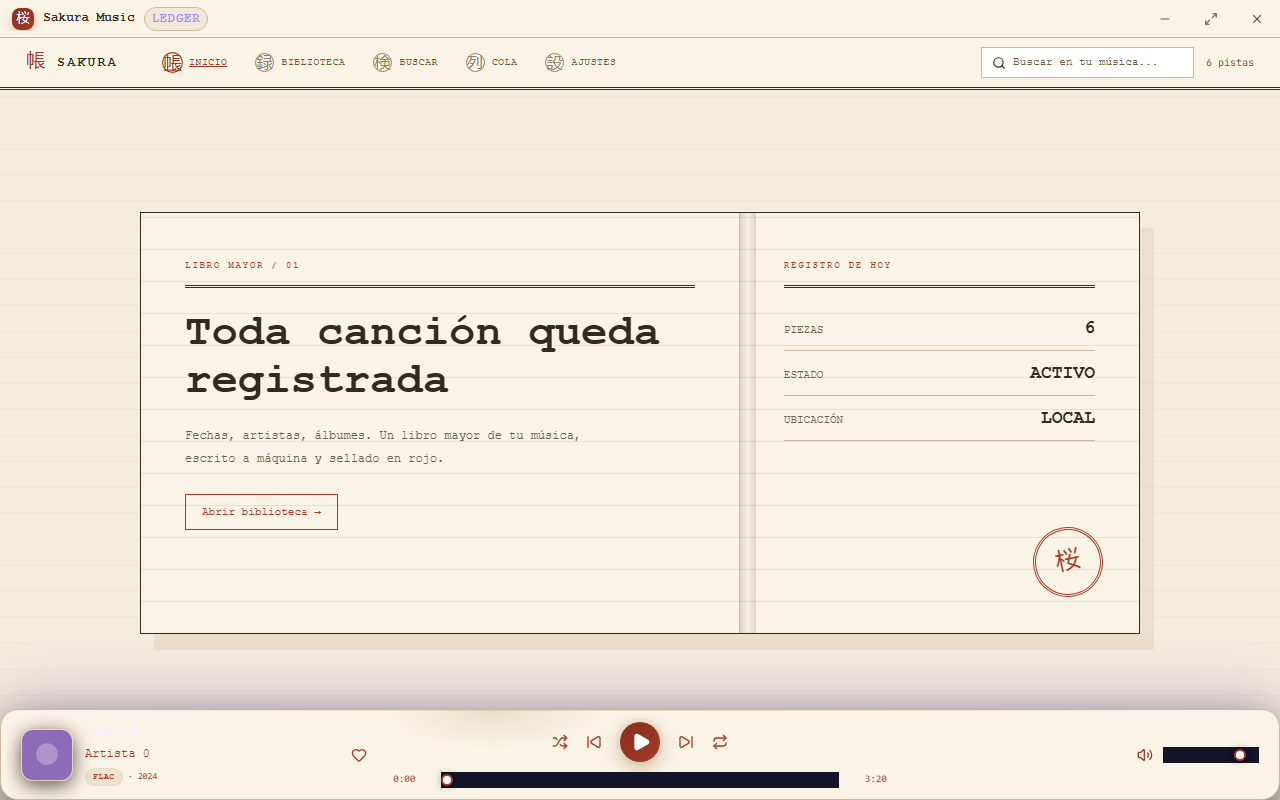 桜 Sakura Music LEDGER
帳 SAKURA
帳 INICIO
録 BIBLIOTECA
検 BUSCAR
列 COLA
設 AJUSTES
Buscar en tu música...
6 pistas
LIBRO MAYOR / 01
Toda canción queda
registrada
Fechas, artistas, álbumes. Un libro mayor de tu música,
escrito a máquina y sellado en rojo.
Abrir biblioteca →
REGISTRO DE HOY
PIEZAS 6
ESTADO ACTIVO
UBICACIÓN LOCAL
桜
Artista 0
FLAC · 2024
0:00
3:20